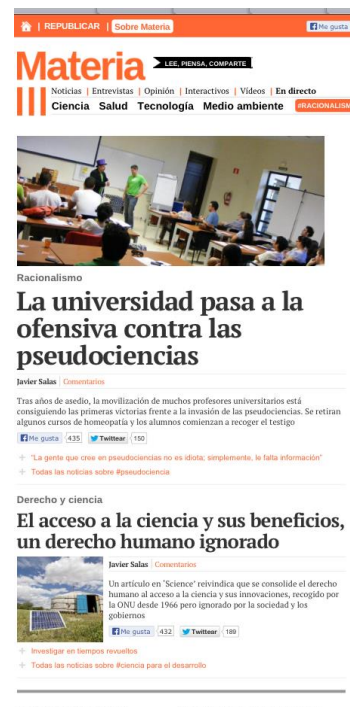 | REPUBLICAR | Sobre Materia
Me gusta
Materia
LEE, PIENSA, COMPARTE
Noticias | Entrevistas | Opinión | Interactivos | Vídeos | En directo
Ciencia Salud Tecnología Medio ambiente #RACIONALISM
Racionalismo
La universidad pasa a la
ofensiva contra las
pseudociencias
Javier Salas | Comentarios
Tras años de asedio, la movilización de muchos profesores universitarios está
consiguiendo las primeras victorias frente a la invasión de las pseudociencias. Se retiran
algunos cursos de homeopatía y los alumnos comienzan a recoger el testigo
Me gusta 435 Twittear 150
+ "La gente que cree en pseudociencias no es idiota; simplemente, le falta información"
+ Todas las noticias sobre #pseudociencia
Derecho y ciencia
El acceso a la ciencia y sus beneficios,
un derecho humano ignorado
Javier Salas | Comentarios
Un artículo en 'Science' reivindica que se consolide el derecho
humano al acceso a la ciencia y sus innovaciones, recogido por
la ONU desde 1966 pero ignorado por la sociedad y los
gobiernos
Me gusta 432 Twittear 189
+ Investigar en tiempos revueltos
+ Todas las noticias sobre #ciencia para el desarrollo